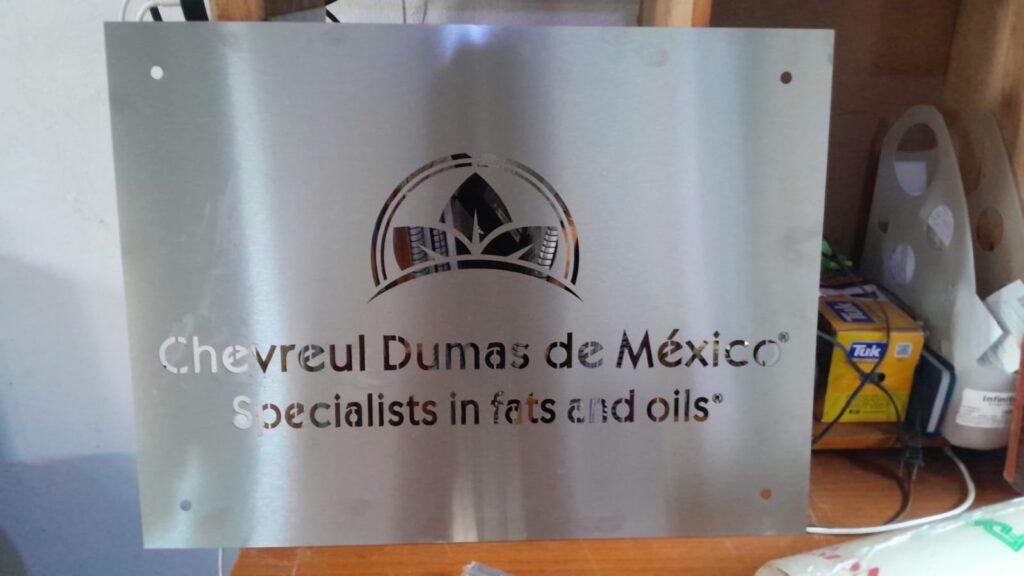 Chevreul Dumas de México®
Specialists in fats and oils®
Tuk